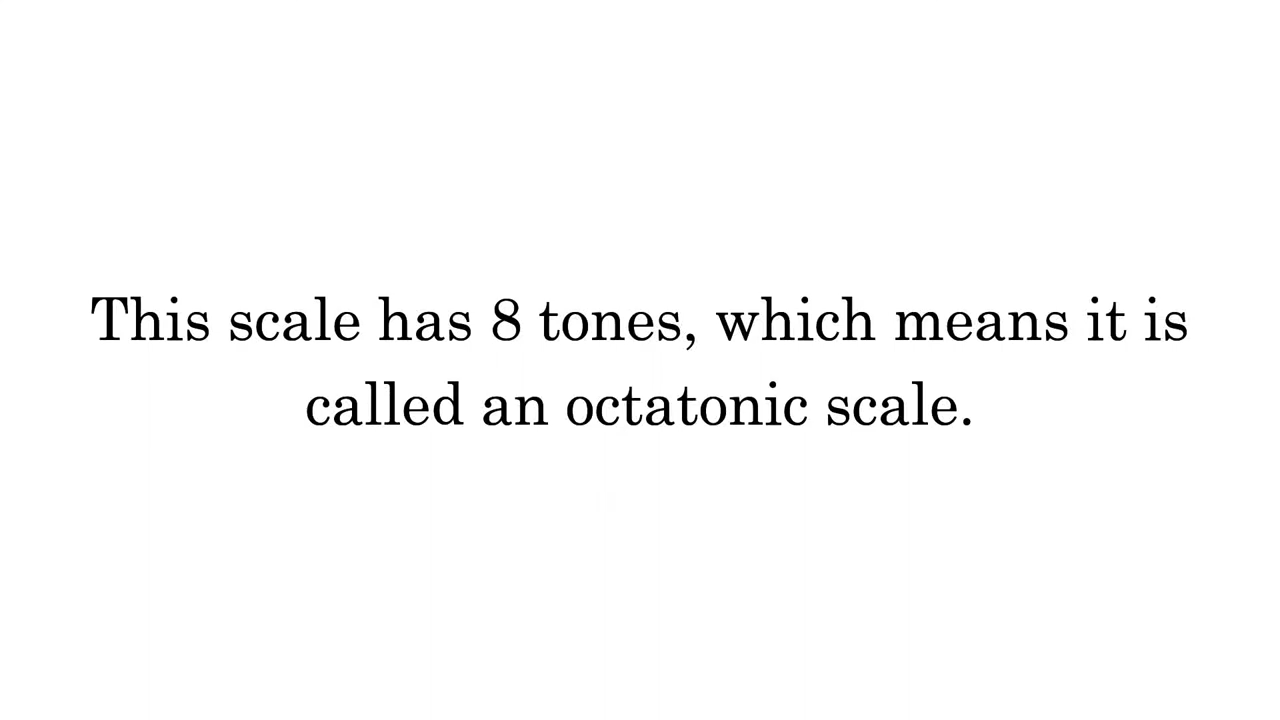 This scale has 8 tones, which means it is
called an octatonic scale.